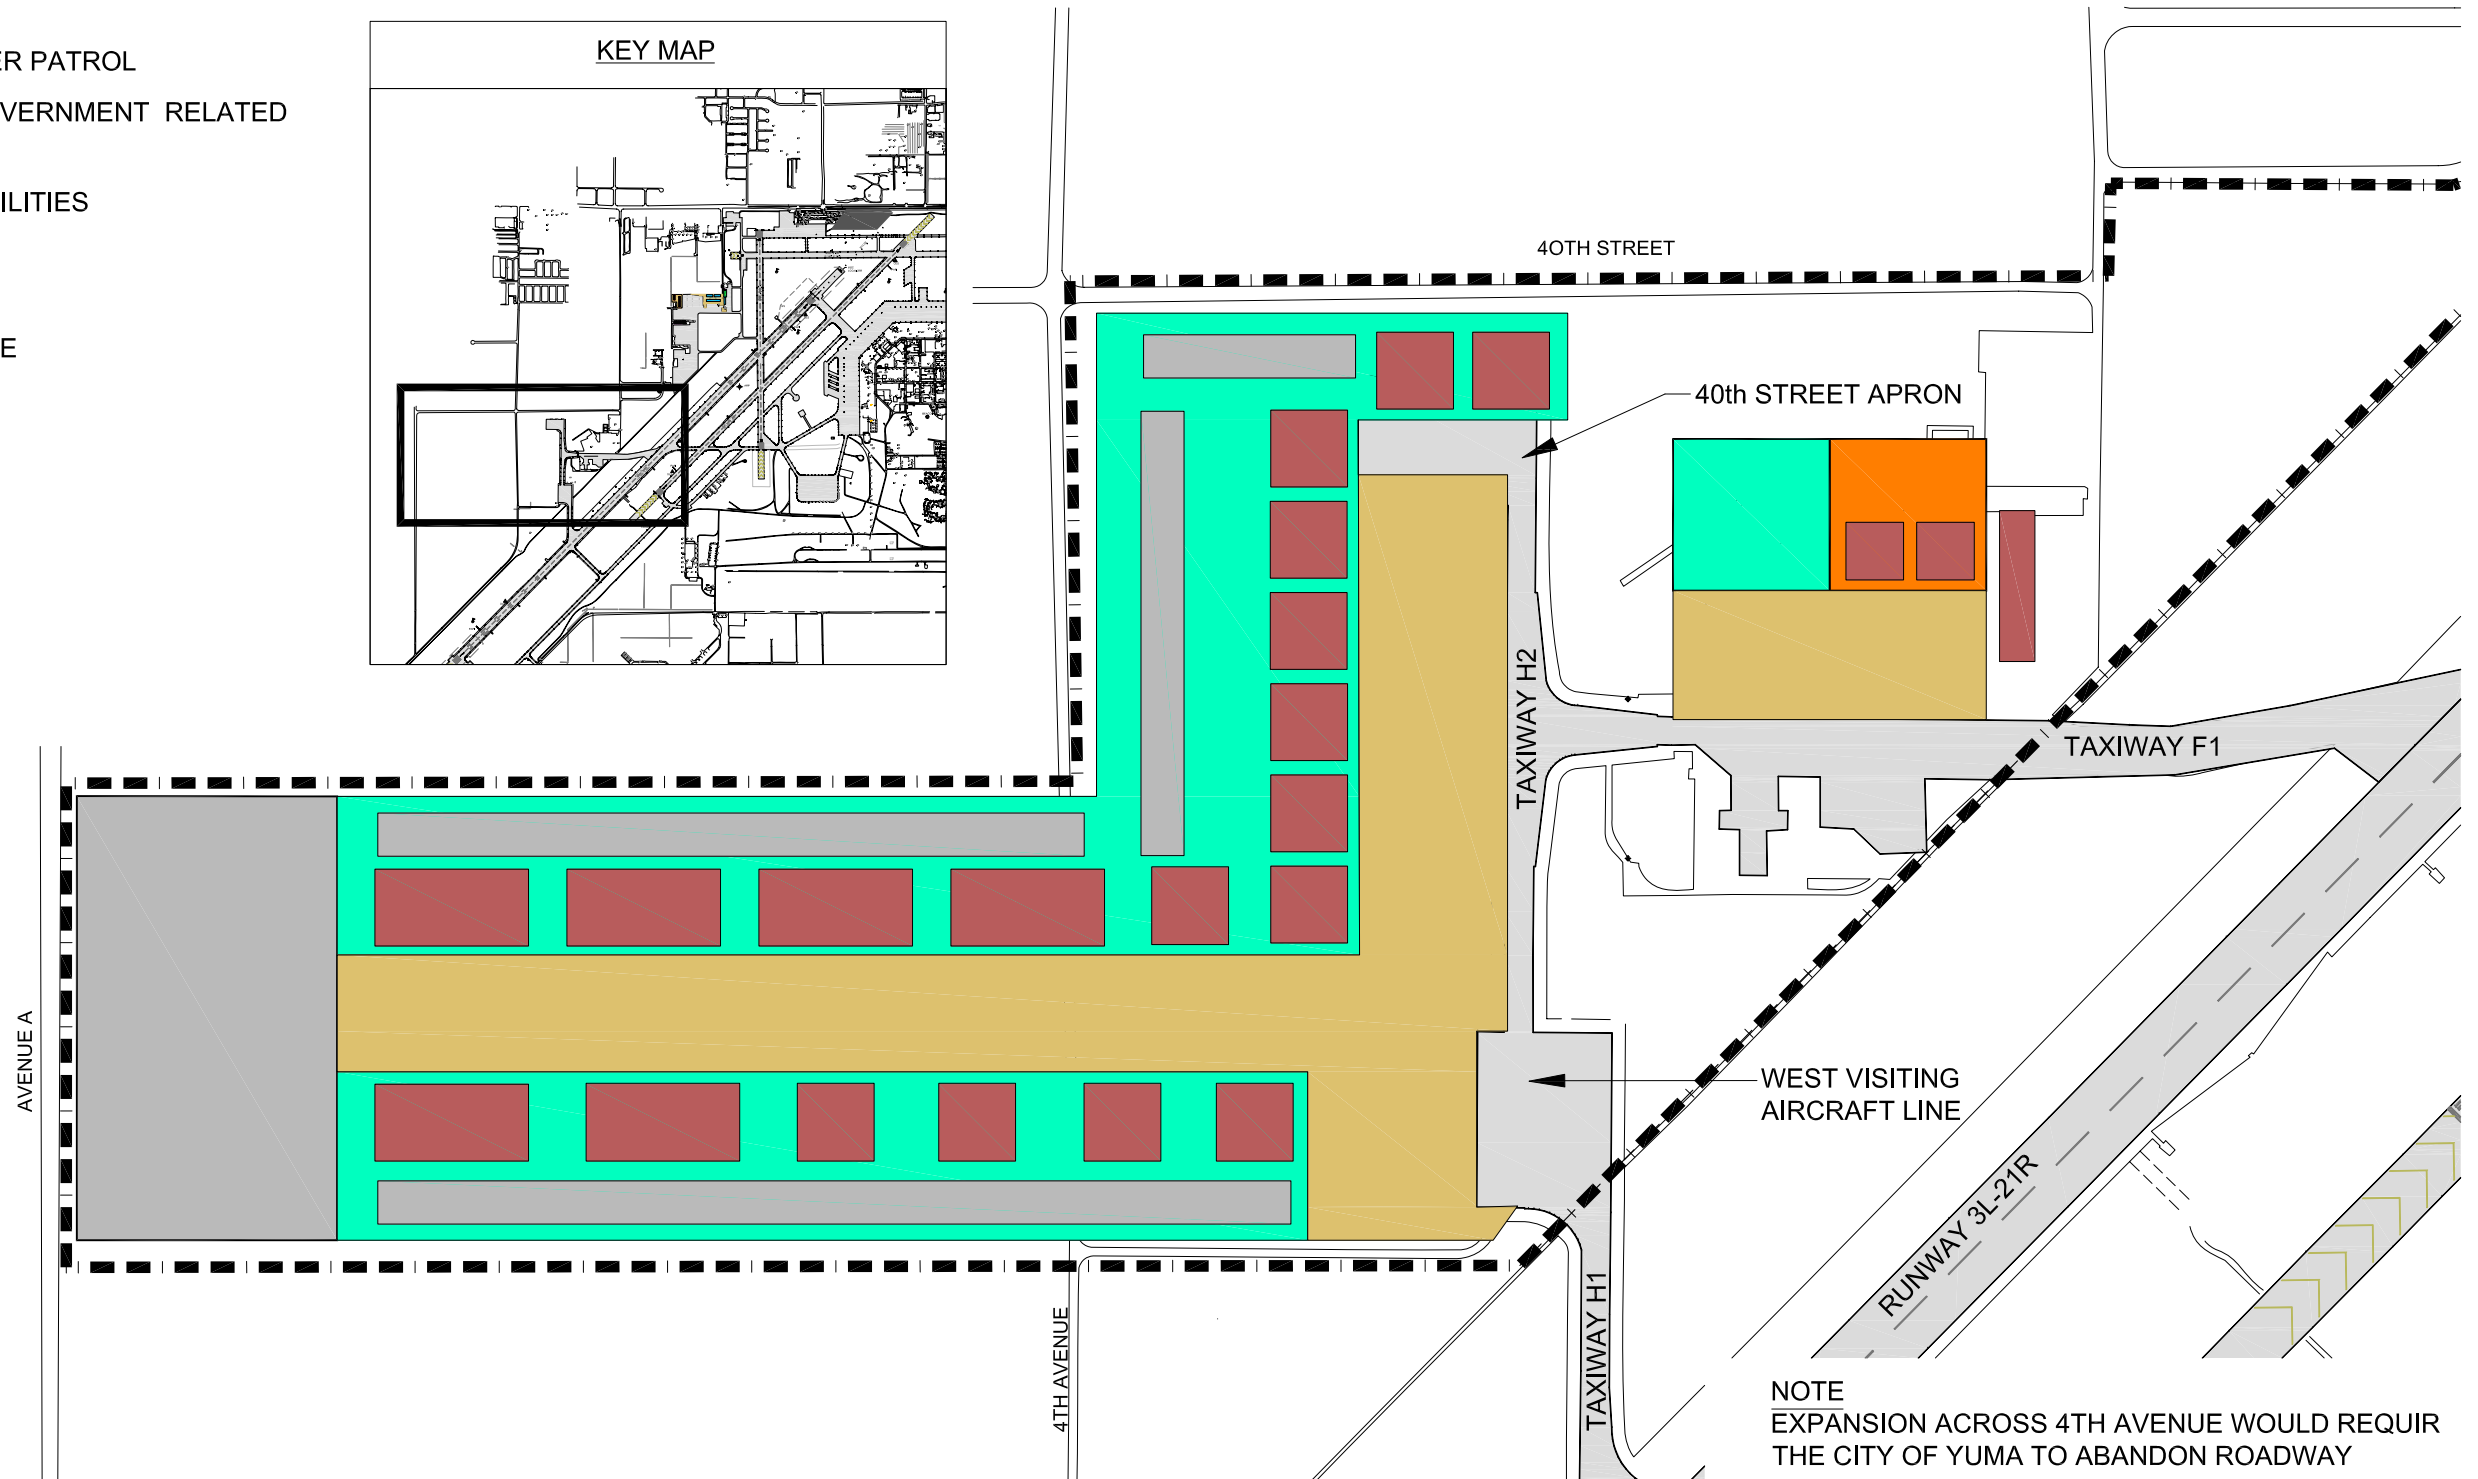 ER PATROL
VERNMENT RELATED
ILITIES
E
KEY MAP
4OTH STREET
40th STREET APRON
TAXIWAY H2
TAXIWAY F1
AVENUE A
WEST VISITING
AIRCRAFT LINE
RUNWAY 3L-21R
4TH AVENUE
TAXIWAY H1
NOTE
EXPANSION ACROSS 4TH AVENUE WOULD REQUIR
THE CITY OF YUMA TO ABANDON ROADWAY